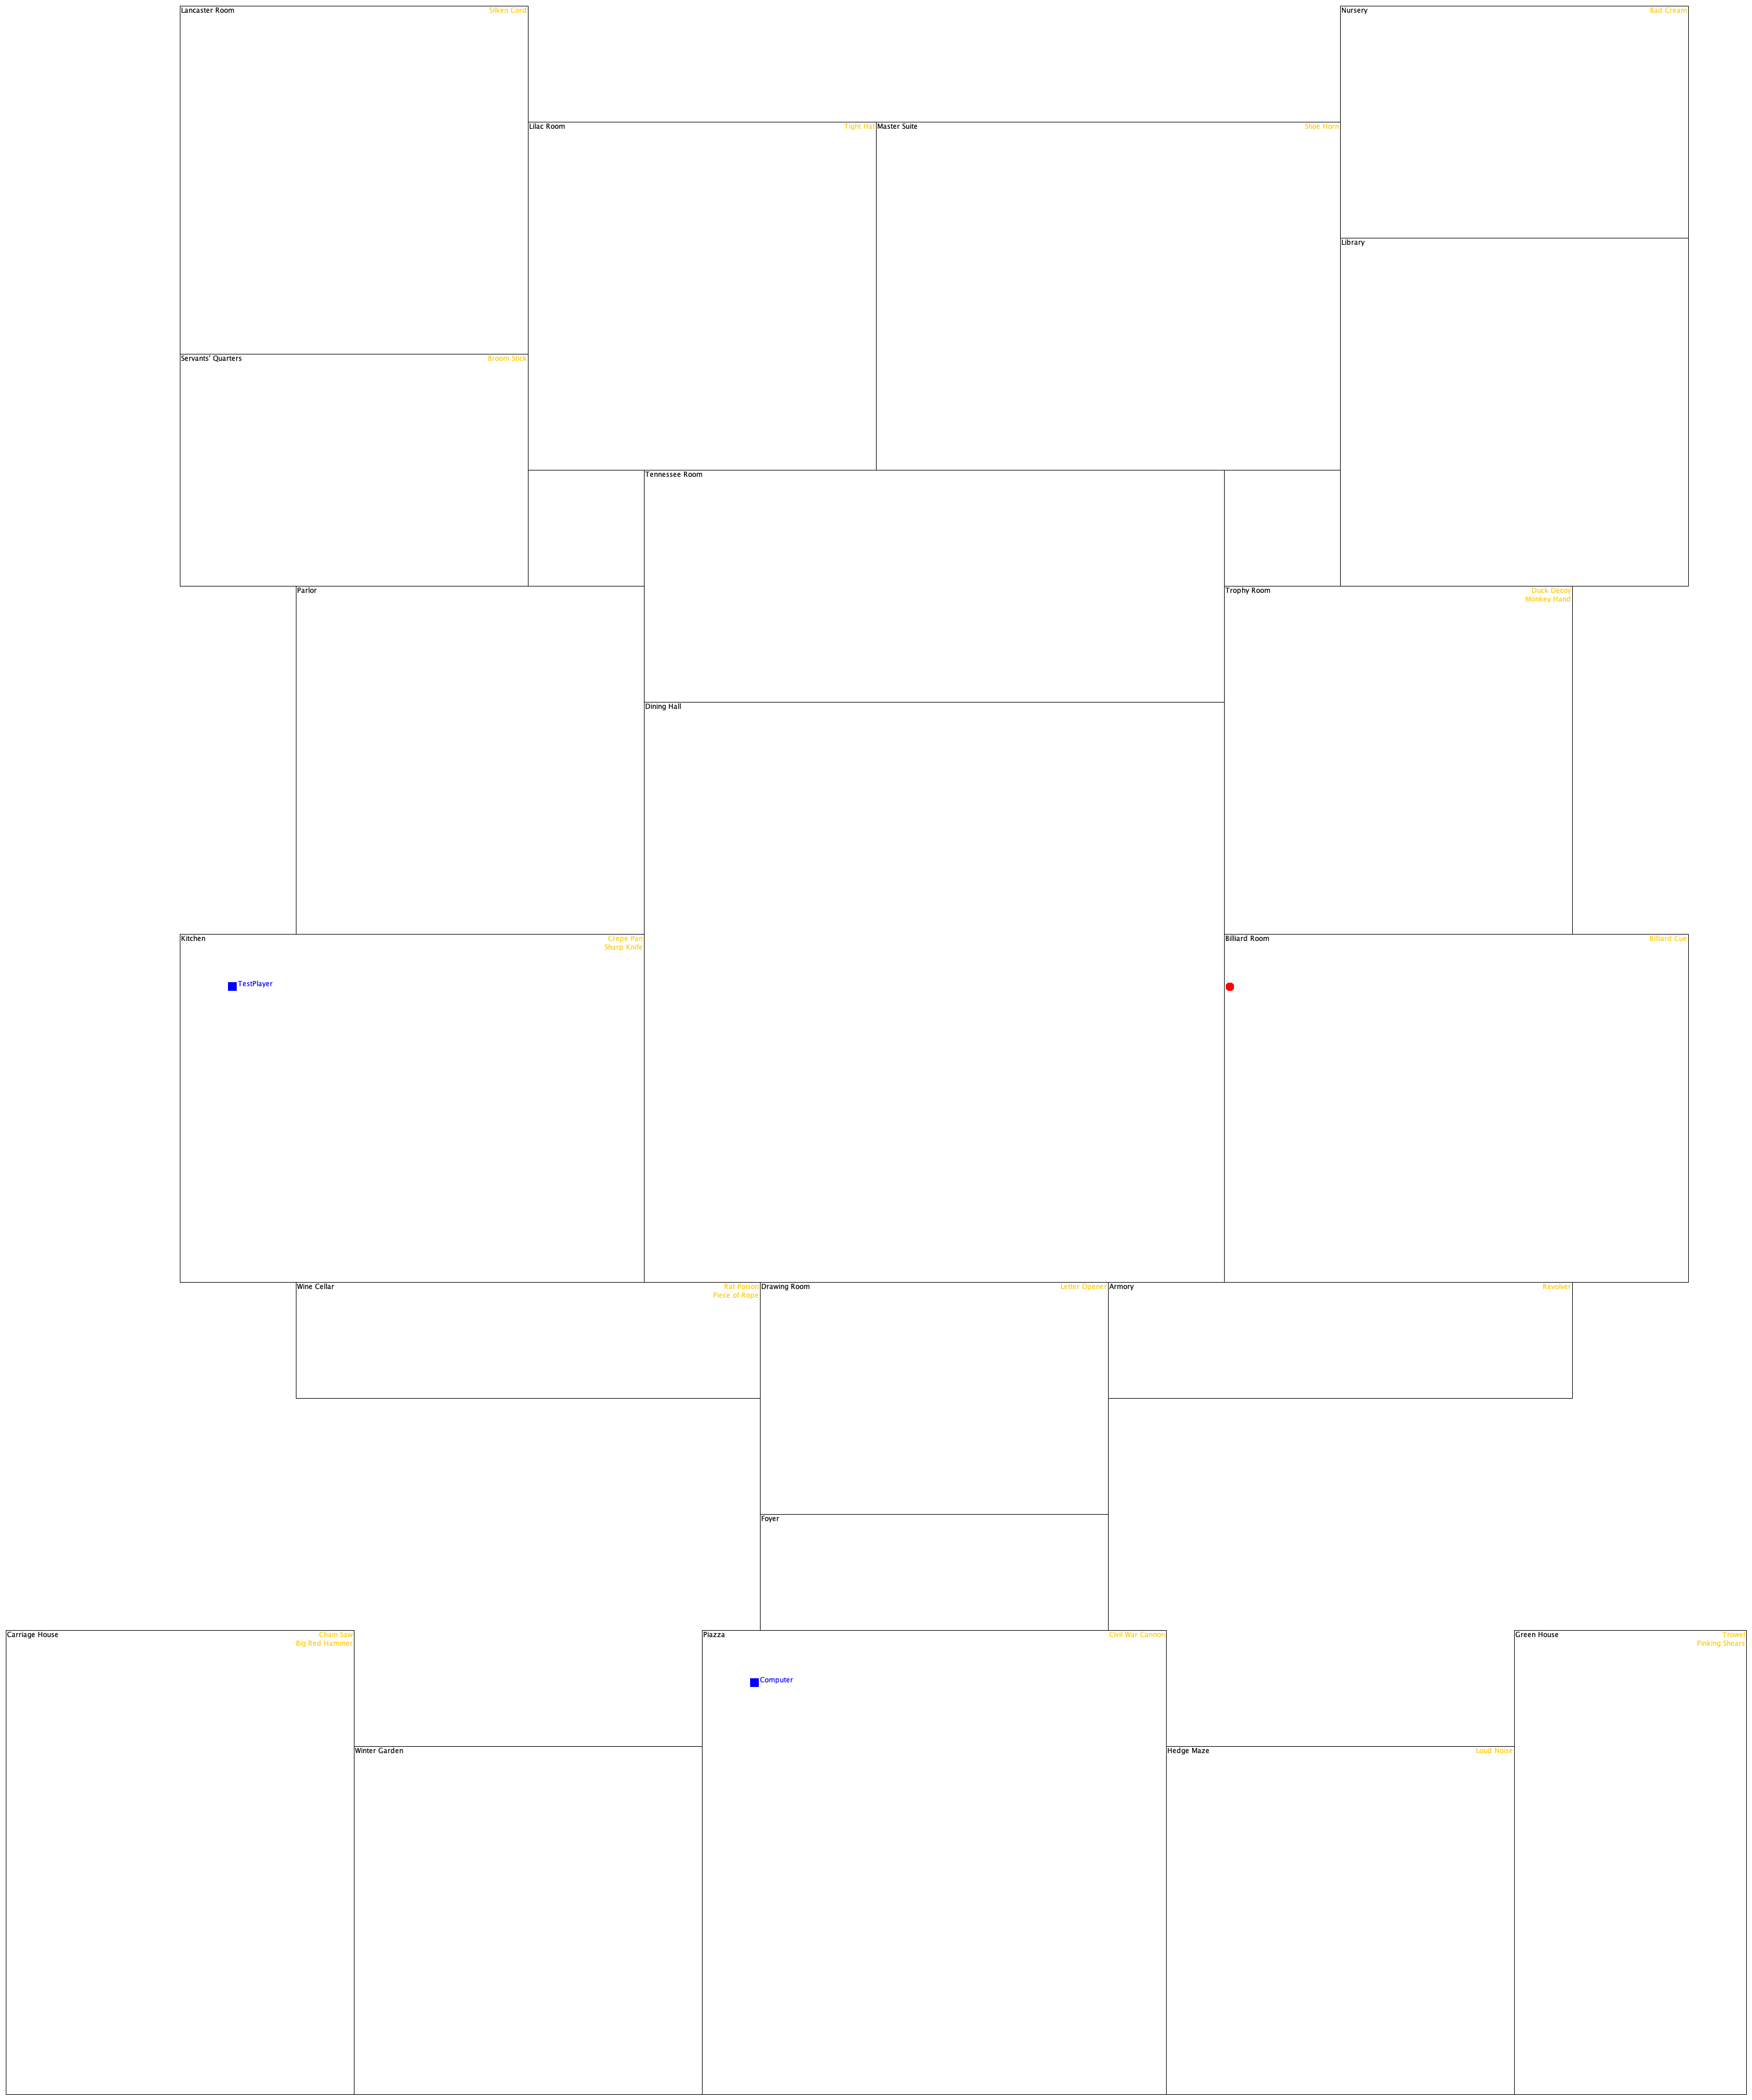 Lancaster Room
Silken Cord
Nursery
Bad Cream
Lilac Room
Tight Hat
Master Suite
Shoe Horn
Library
Servants' Quarters
Broom Stick
Tennessee Room
Parlor
Trophy Room
Duck Decoy
Monkey Hand
Dining Hall
Kitchen
Crepe Pan
Sharp Knife
Billiard Room
Billiard Cue
TestPlayer
Wine Cellar
Rat Poison
Piece of Rope
Drawing Room
Letter Opener
Armory
Revolver
Foyer
Carriage House
Chain Saw
Big Red Hammer
Piazza
Civil War Cannon
Green House
Trowel
Pinking Shears
Computer
Winter Garden
Hedge Maze
Loud Noise